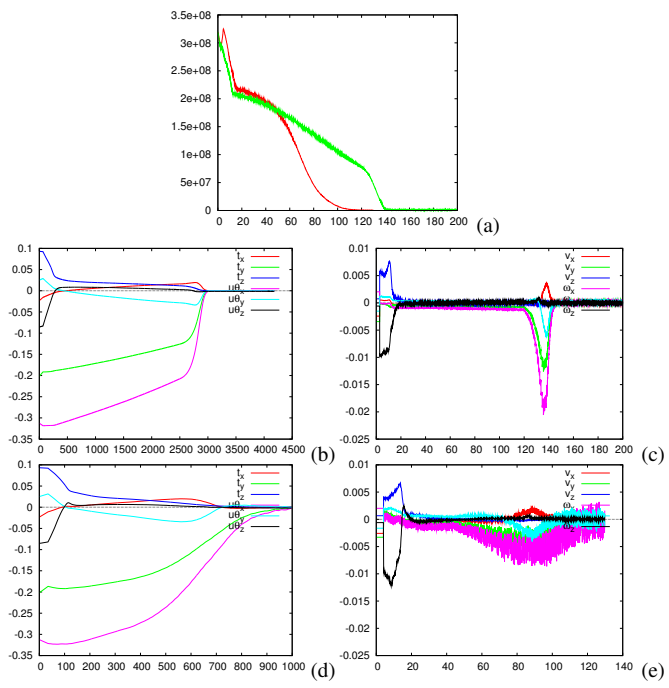 3.5e+08
3e+08
2.5e+08
2e+08
1.5e+08
1e+08
5e+07
0
0 20 40 60 80 100 120 140 160 180 200
(a)
0.1
0.05
0
-0.05
-0.1
-0.15
-0.2
-0.25
-0.3
-0.35
0 500 1000 1500 2000 2500 3000 3500 4000 4500
t_x
t_y
t_z
uθ_x
uθ_y
uθ_z
(b)
0.01
0.005
0
-0.005
-0.01
-0.015
-0.02
-0.025
0 20 40 60 80 100 120 140 160 180 200
v_x
v_y
v_z
(c)
0.1
0.05
0
-0.05
-0.1
-0.15
-0.2
-0.25
-0.3
-0.35
0 100 200 300 400 500 600 700 800 900 1000
t_x
t_y
t_z
uθ_z
(d)
0.01
0.005
0
-0.005
-0.01
-0.015
-0.02
-0.025
0 20 40 60 80 100 120 140
v_x
v_y
v_z
(e)